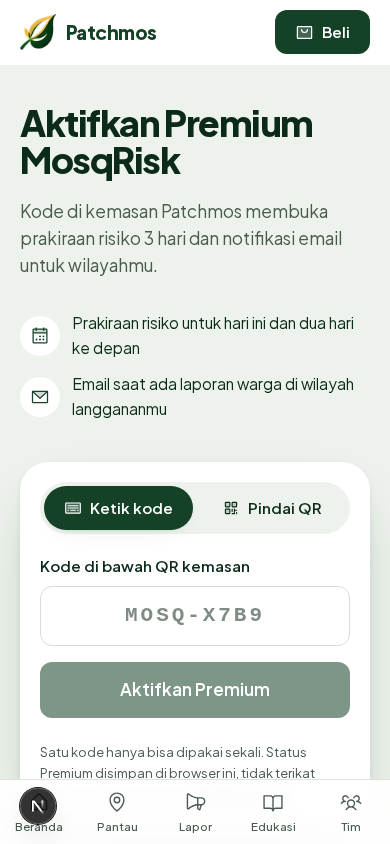 Patchmos
Beli
Aktifkan Premium
MosqRisk
Kode di kemasan Patchmos membuka
prakiraan risiko 3 hari dan notifikasi email
untuk wilayahmu.
Prakiraan risiko untuk hari ini dan dua hari
ke depan
Email saat ada laporan warga di wilayah
langgananmu
Ketik kode
Pindai QR
Kode di bawah QR kemasan
MOSQ-X7B9
Aktifkan Premium
Satu kode hanya bisa dipakai sekali. Status
Premium disimpan di browser ini, tidak terikat
N
Beranda
Pantau
Lapor
Edukasi
Tim